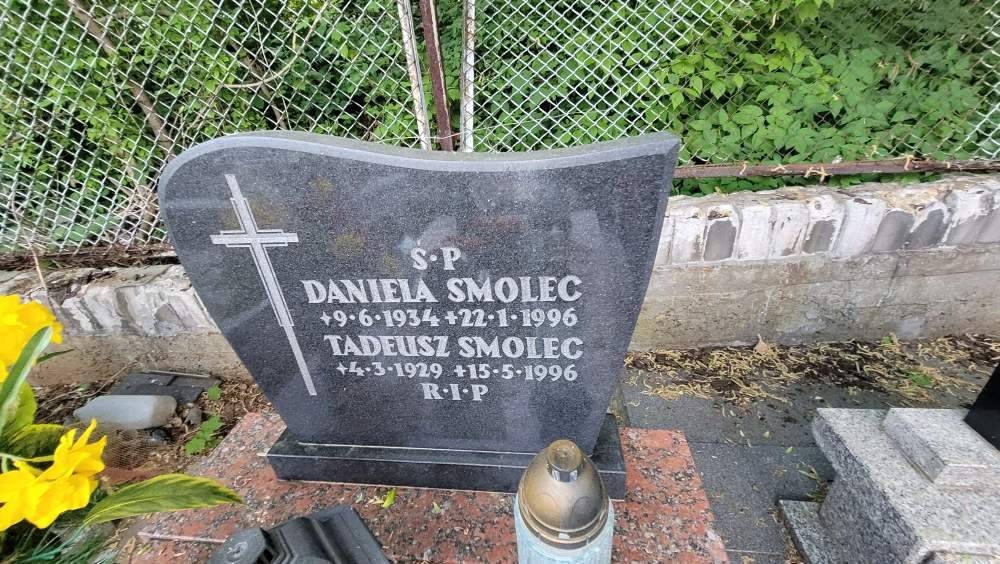 Ś·P
DANIELA SMOLEC
+9·6·1934 +22·1·1996
TADEUSZ SMOLEC
+4·3·1929 +15·5·1996
R·I·P